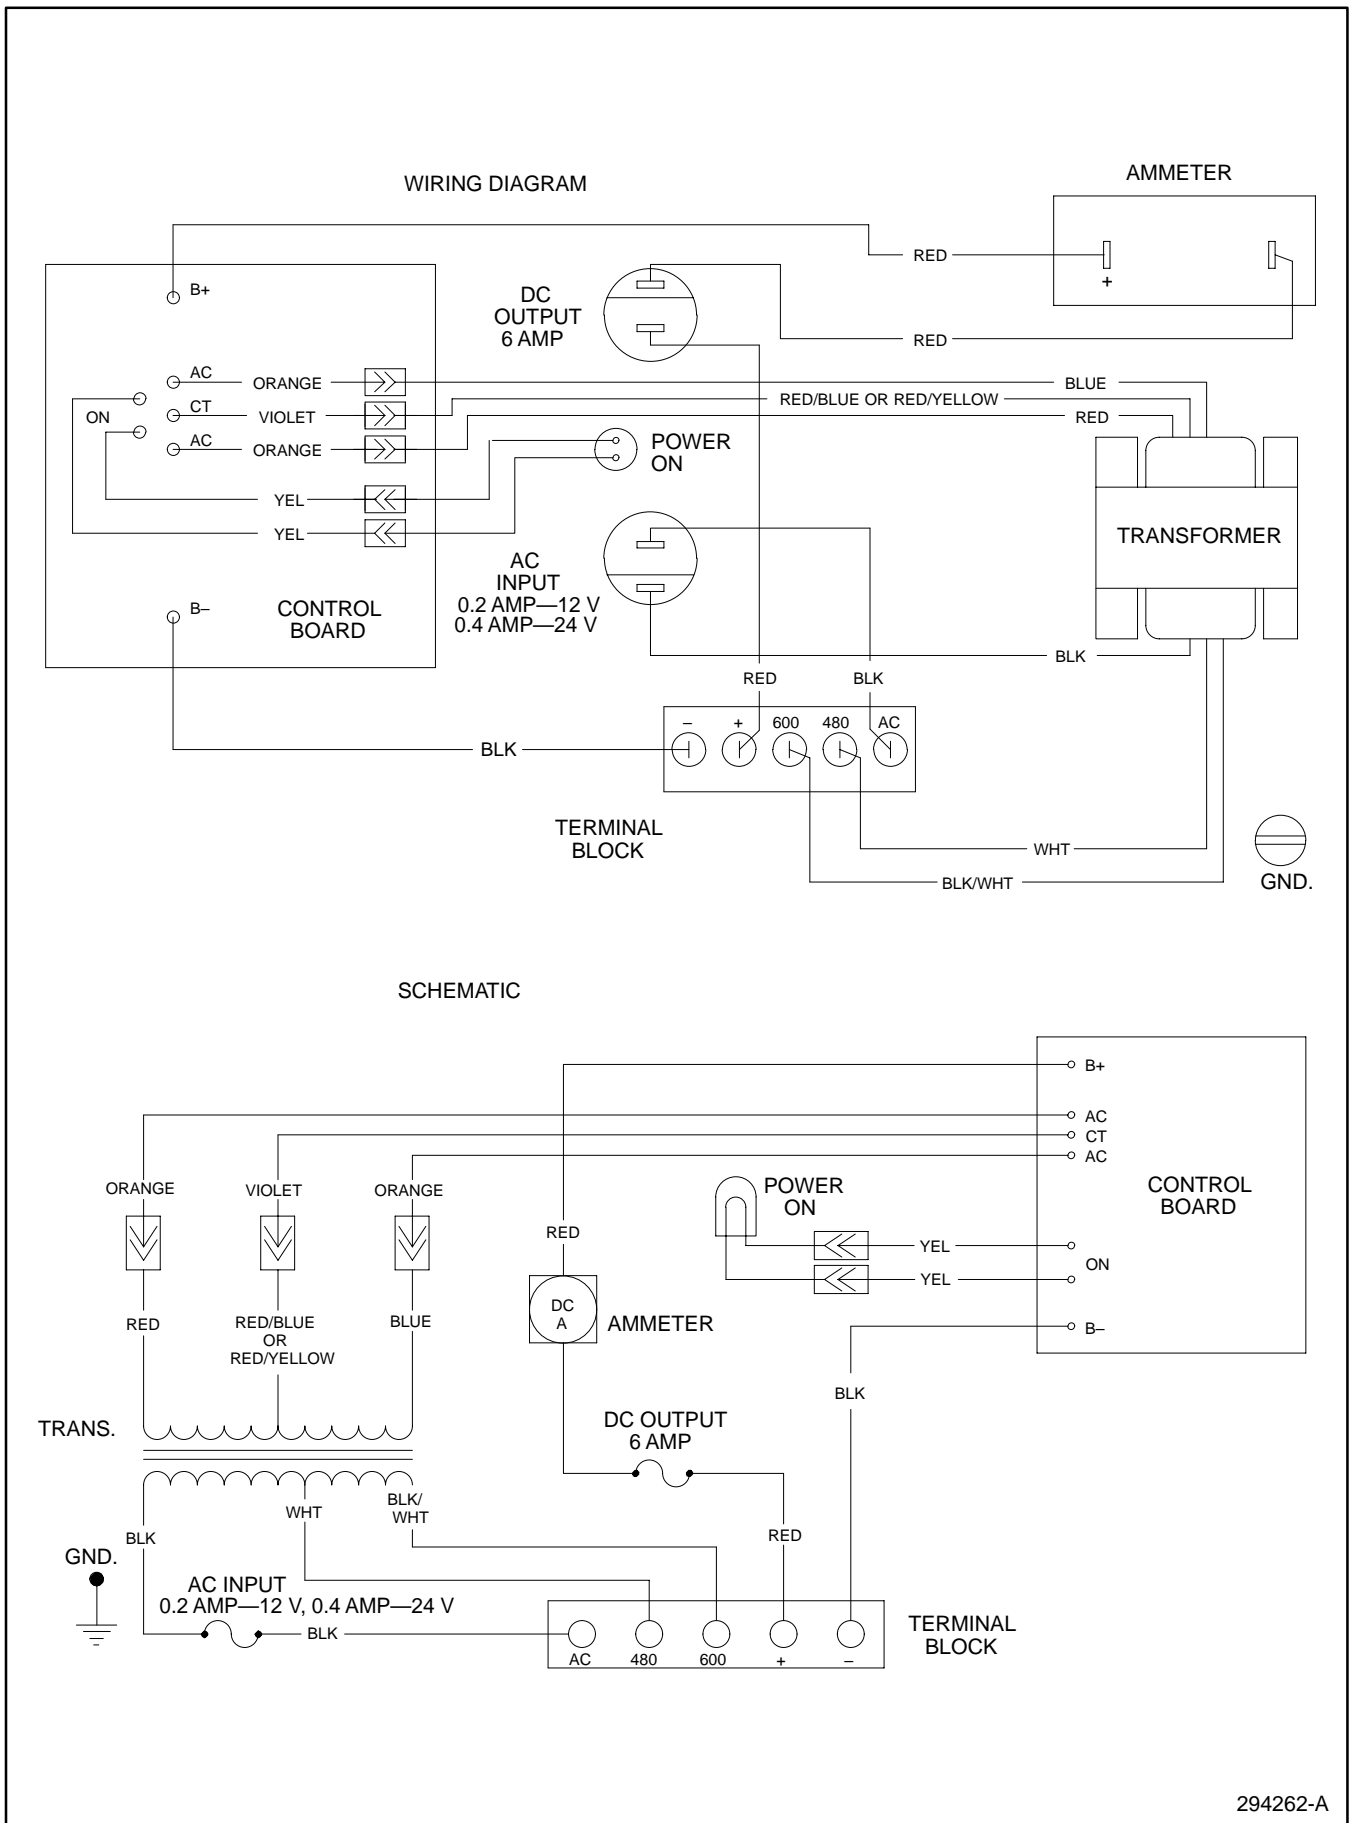 WIRING DIAGRAM
AMMETER
RED
+
B+
DC
OUTPUT
6 AMP
RED
AC
ORANGE
BLUE
CT
VIOLET
RED/BLUE OR RED/YELLOW
ON
AC
ORANGE
RED
POWER
ON
YEL
YEL
TRANSFORMER
AC
INPUT
0.2 AMP—12 V
0.4 AMP—24 V
B–
CONTROL
BOARD
BLK
RED
BLK
– + 600 480 AC
BLK
TERMINAL
BLOCK
WHT
BLK/WHT
GND.
SCHEMATIC
B+
AC
CT
AC
ORANGE
VIOLET
ORANGE
POWER
ON
CONTROL
BOARD
RED
YEL
ON
YEL
DC
A
AMMETER
RED
RED/BLUE
OR
RED/YELLOW
BLUE
B–
BLK
TRANS.
DC OUTPUT
6 AMP
WHT
BLK/
WHT
BLK
RED
GND.
AC INPUT
0.2 AMP—12 V, 0.4 AMP—24 V
BLK
AC 480 600 + –
TERMINAL
BLOCK
294262-A